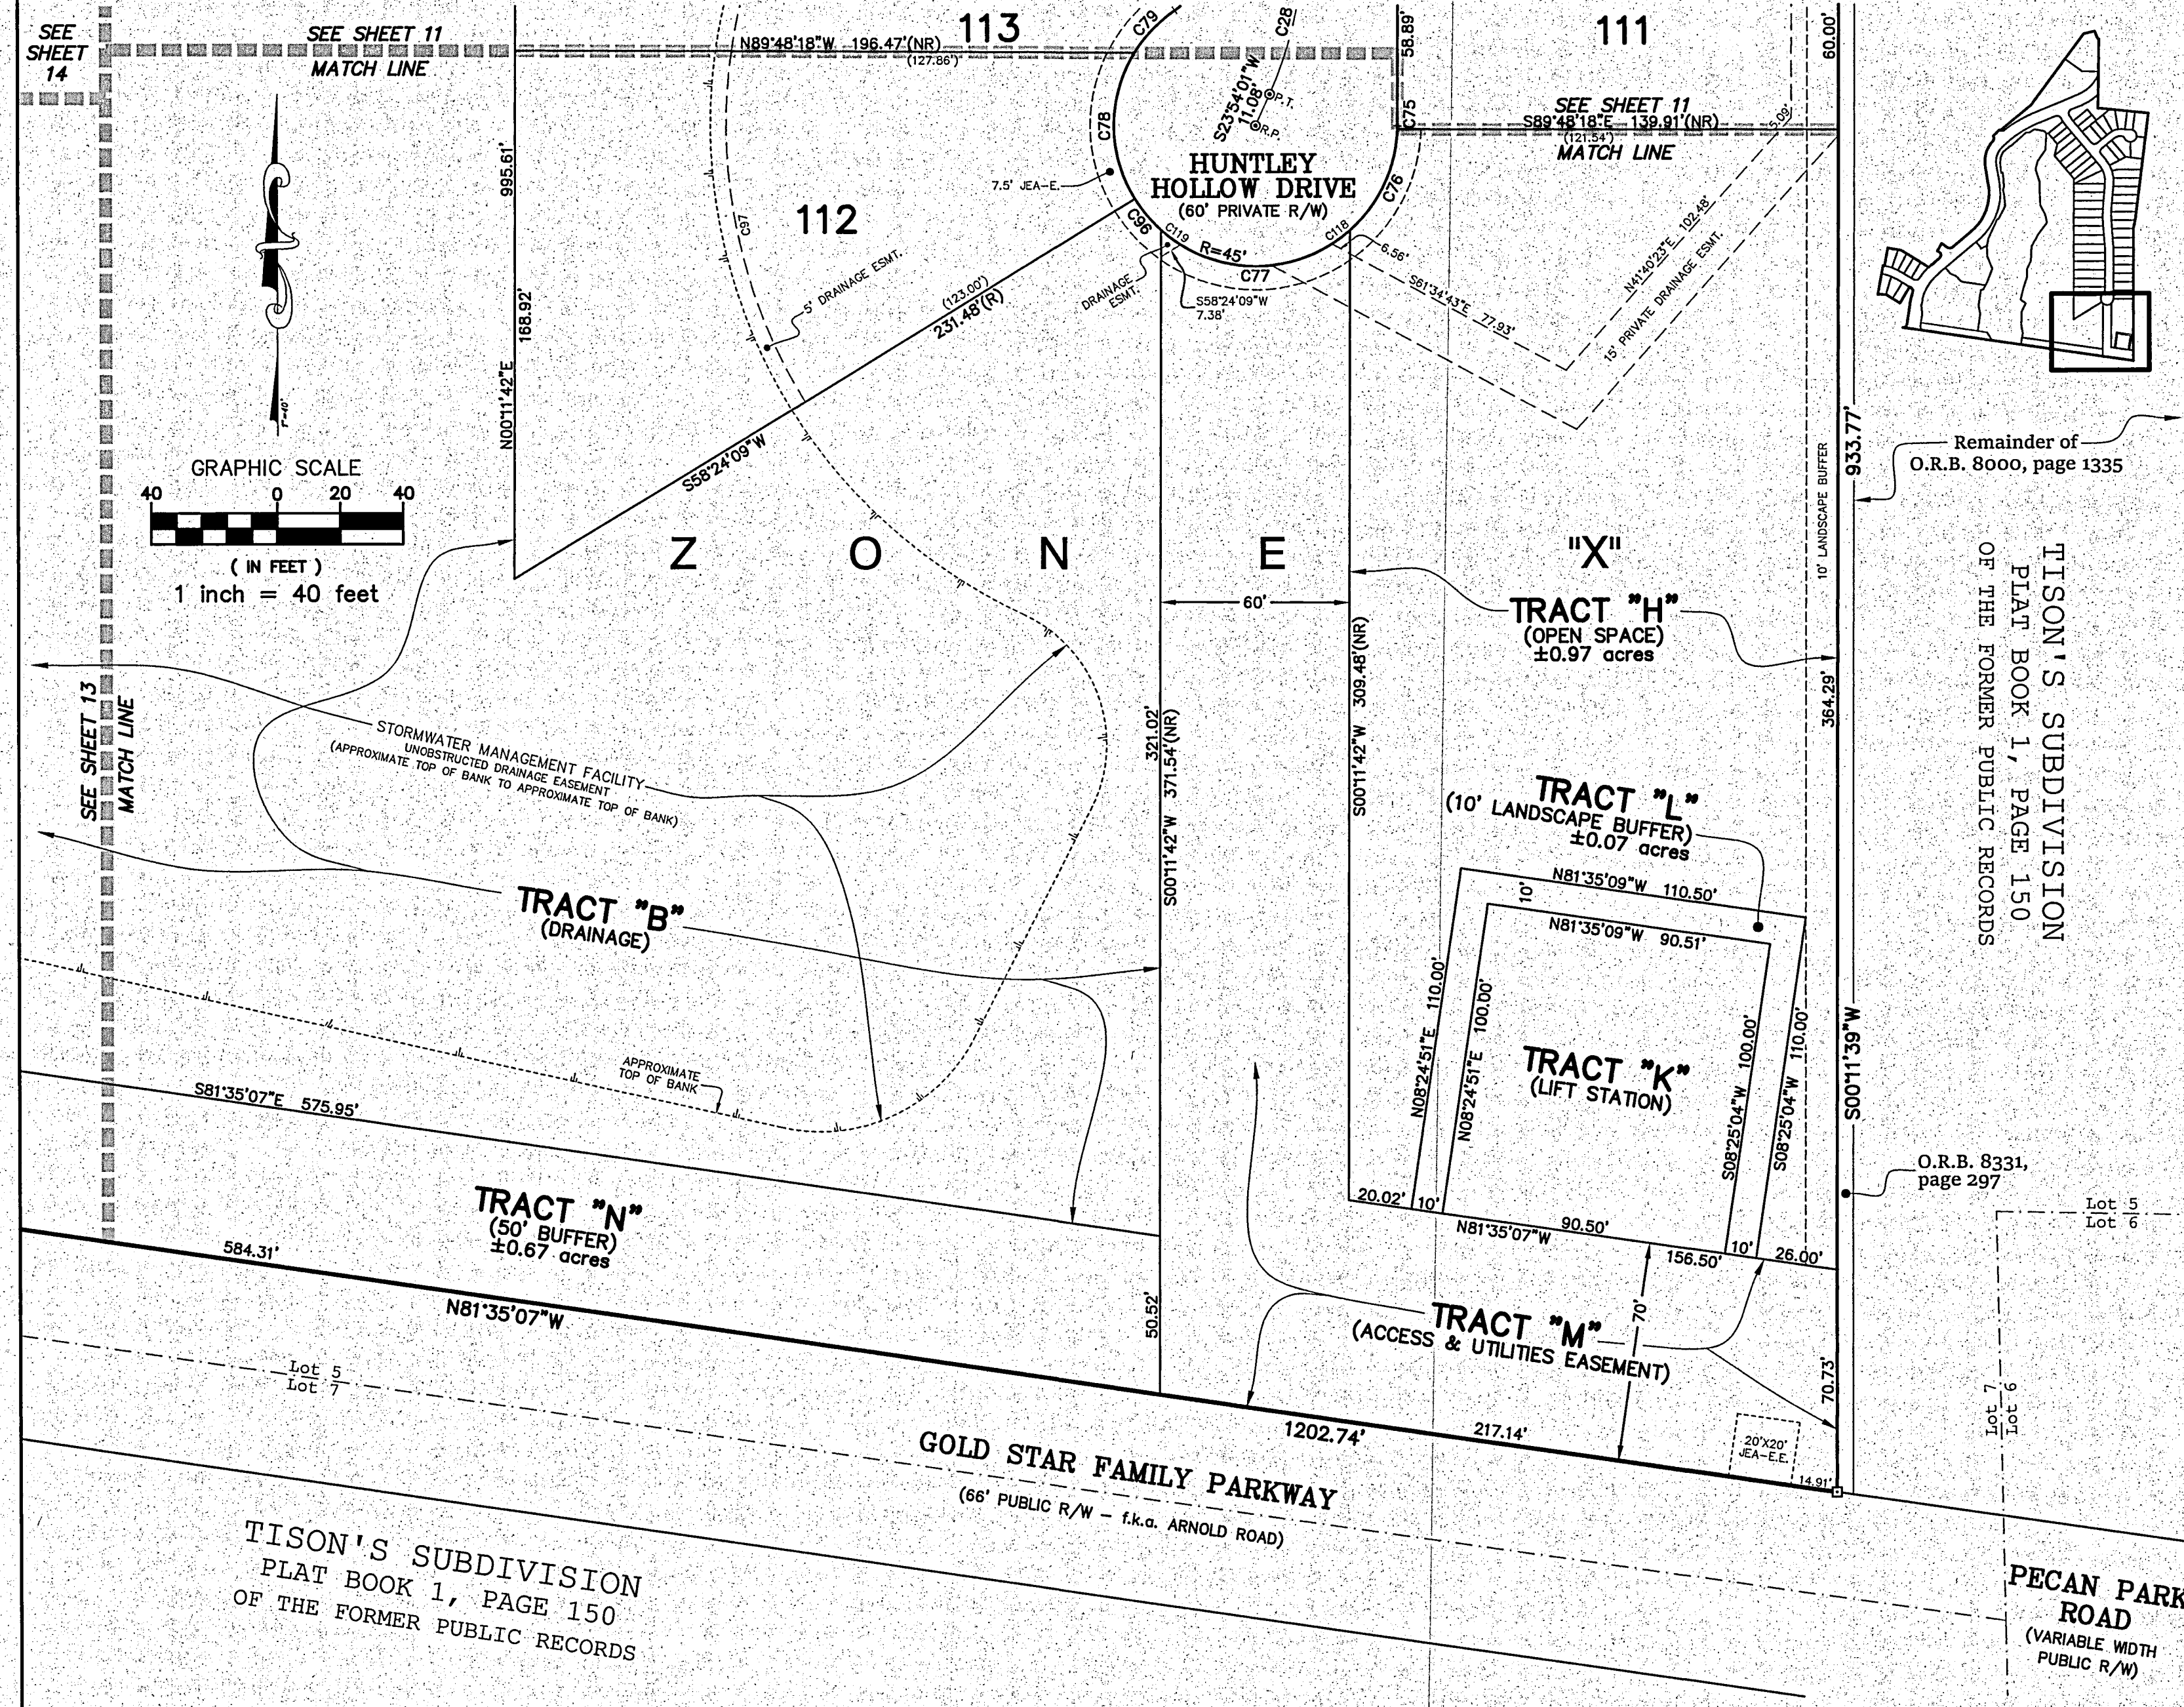 SEE
SHEET
14
SEE SHEET 11
MATCH LINE
N89°48'18"W 196.47'(NR)
(127.86')
113
C79
C28
58.89'
111
60.00'
S23°54'01"W
11.08'
P.T.
R.P.
C75
SEE SHEET 11
S89°48'18"E 139.91'(NR)
(121.54')
MATCH LINE
5.09'
995.61'
C78
HUNTLEY
HOLLOW DRIVE
(60' PRIVATE R/W)
7.5' JEA-E.
C76
112
C97
C96
C119
R=45'
C118
C77
6.56'
5' DRAINAGE ESMT.
DRAINAGE
ESMT.
S58°24'09"W
7.38'
S61°34'43"E 77.93'
N41°40'23"E 102.48'
15' PRIVATE DRAINAGE ESMT.
(123.00')
231.48'(R)
S58°24'09"W
168.92'
N00°11'42"E
1"=40'
GRAPHIC SCALE
40 0 20 40
( IN FEET )
1 inch = 40 feet
933.77'
10' LANDSCAPE BUFFER
Remainder of
O.R.B. 8000, page 1335
Z O N E "X"
60'
TRACT "H"
(OPEN SPACE)
±0.97 acres
TISON'S SUBDIVISION
PLAT BOOK 1, PAGE 150
OF THE FORMER PUBLIC RECORDS
SEE SHEET 13
MATCH LINE
STORMWATER MANAGEMENT FACILITY
UNOBSTRUCTED DRAINAGE EASEMENT
(APPROXIMATE TOP OF BANK TO APPROXIMATE TOP OF BANK)
321.02'
S00°11'42"W 371.54'(NR)
S00°11'42"W 309.48'(NR)
364.29'
TRACT "L"
(10' LANDSCAPE BUFFER)
±0.07 acres
TRACT "B"
(DRAINAGE)
N81°35'09"W 110.50'
10'
N81°35'09"W 90.51'
N08°24'51"E 110.00'
N08°24'51"E 100.00'
TRACT "K"
(LIFT STATION)
S08°25'04"W 100.00'
S08°25'04"W 110.00'
S00°11'39"W
APPROXIMATE
TOP OF BANK
S81°35'07"E 575.95'
O.R.B. 8331,
page 297
Lot 5
Lot 6
TRACT "N"
(50' BUFFER)
±0.67 acres
20.02'
10'
N81°35'07"W
90.50'
156.50'
10'
26.00'
584.31'
N81°35'07"W
50.52'
TRACT "M"
(ACCESS & UTILITIES EASEMENT)
70'
70.73'
Lot 5
Lot 7
Lot 7
Lot 6
1202.74'
217.14'
20'X20'
JEA-E.E.
14.91'
GOLD STAR FAMILY PARKWAY
(66' PUBLIC R/W - f.k.a. ARNOLD ROAD)
TISON'S SUBDIVISION
PLAT BOOK 1, PAGE 150
OF THE FORMER PUBLIC RECORDS
PECAN PARK
ROAD
(VARIABLE WIDTH
PUBLIC R/W)